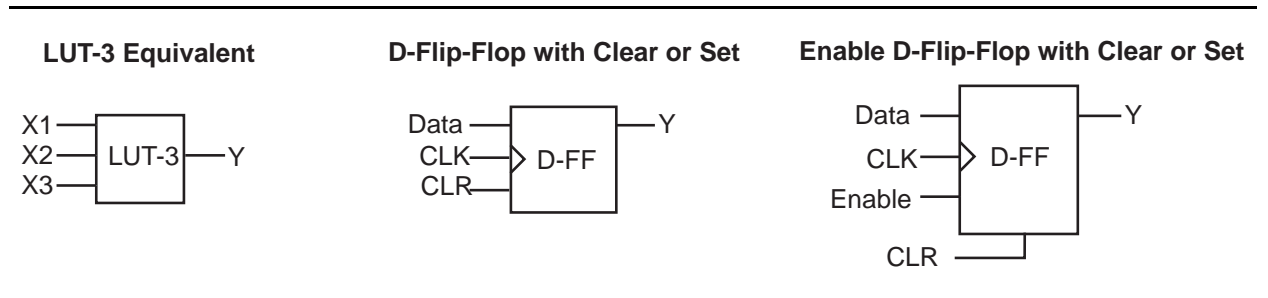 LUT-3 Equivalent
X1
X2
X3
LUT-3
Y
D-Flip-Flop with Clear or Set
Data
CLK
CLR
D-FF
Y
Enable D-Flip-Flop with Clear or Set
Data
CLK
Enable
CLR
D-FF
Y